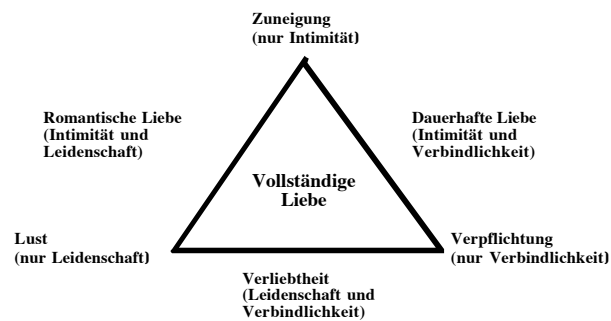 Zuneigung
(nur Intimität)
Romantische Liebe
(Intimität und
Leidenschaft)
Dauerhafte Liebe
(Intimität und
Verbindlichkeit)
Vollständige
Liebe
Lust
(nur Leidenschaft)
Verpflichtung
(nur Verbindlichkeit)
Verliebtheit
(Leidenschaft und
Verbindlichkeit)